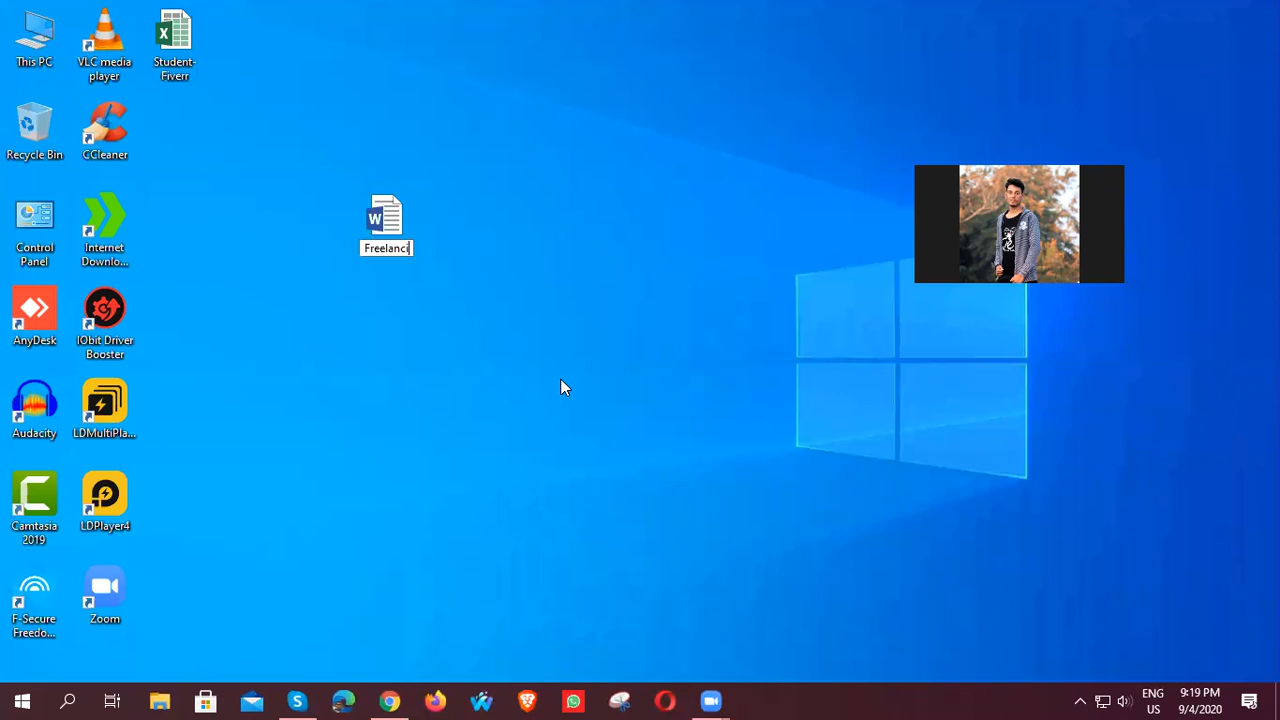 This PC
VLC media
player
Student-
Fiverr
Recycle Bin
CCleaner
Control
Panel
Internet
Downlo...
Freelanci
AnyDesk
IObit Driver
Booster
Audacity
LDMultiPla...
Camtasia
2019
LDPlayer4
F-Secure
Freedo...
Zoom
ENG
US
9:19 PM
9/4/2020